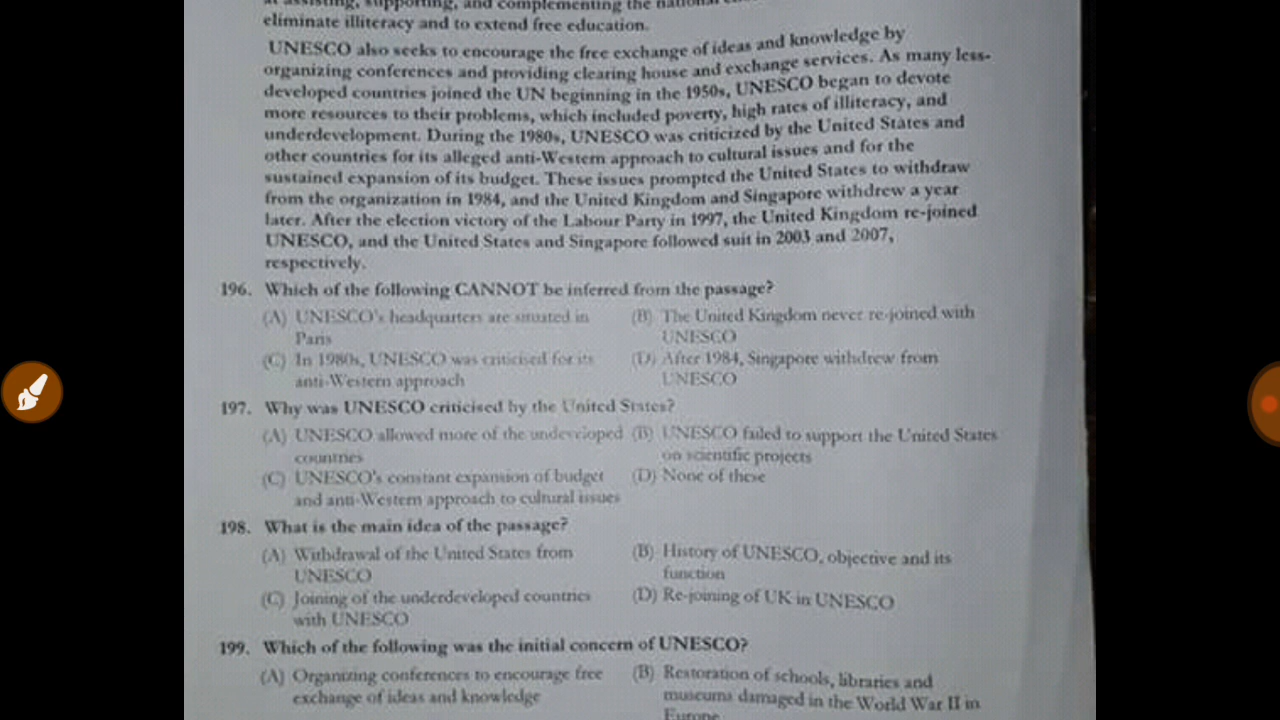 at assisting, supporting, and complementing the national
eliminate illiteracy and to extend free education.
UNESCO also seeks to encourage the free exchange of ideas and knowledge by
organizing conferences and providing clearing house and exchange services. As many less-
developed countries joined the UN beginning in the 1950s, UNESCO began to devote
more resources to their problems, which included poverty, high rates of illiteracy, and
underdevelopment. During the 1980s, UNESCO was criticized by the United States and
other countries for its alleged anti-Western approach to cultural issues and for the
sustained expansion of its budget. These issues prompted the United States to withdraw
from the organization in 1984, and the United Kingdom and Singapore withdrew a year
later. After the election victory of the Labour Party in 1997, the United Kingdom re-joined
UNESCO, and the United States and Singapore followed suit in 2003 and 2007,
respectively.
196. Which of the following CANNOT be inferred from the passage?
(A) UNESCO's headquarters are situated in (B) The United Kingdom never re-joined with
Paris UNESCO
(C) In 1980s, UNESCO was criticised for its (D) After 1984, Singapore withdrew from
anti-Western approach UNESCO
197. Why was UNESCO criticised by the United States?
(A) UNESCO allowed more of the undeveloped (B) UNESCO failed to support the United States
countries on scientific projects
(C) UNESCO's constant expansion of budget (D) None of these
and anti-Western approach to cultural issues
198. What is the main idea of the passage?
(A) Withdrawal of the United States from (B) History of UNESCO, objective and its
UNESCO function
(C) Joining of the underdeveloped countries (D) Re-joining of UK in UNESCO
with UNESCO
199. Which of the following was the initial concern of UNESCO?
(A) Organizing conferences to encourage free (B) Restoration of schools, libraries and
exchange of ideas and knowledge museums damaged in the World War II in
Europe